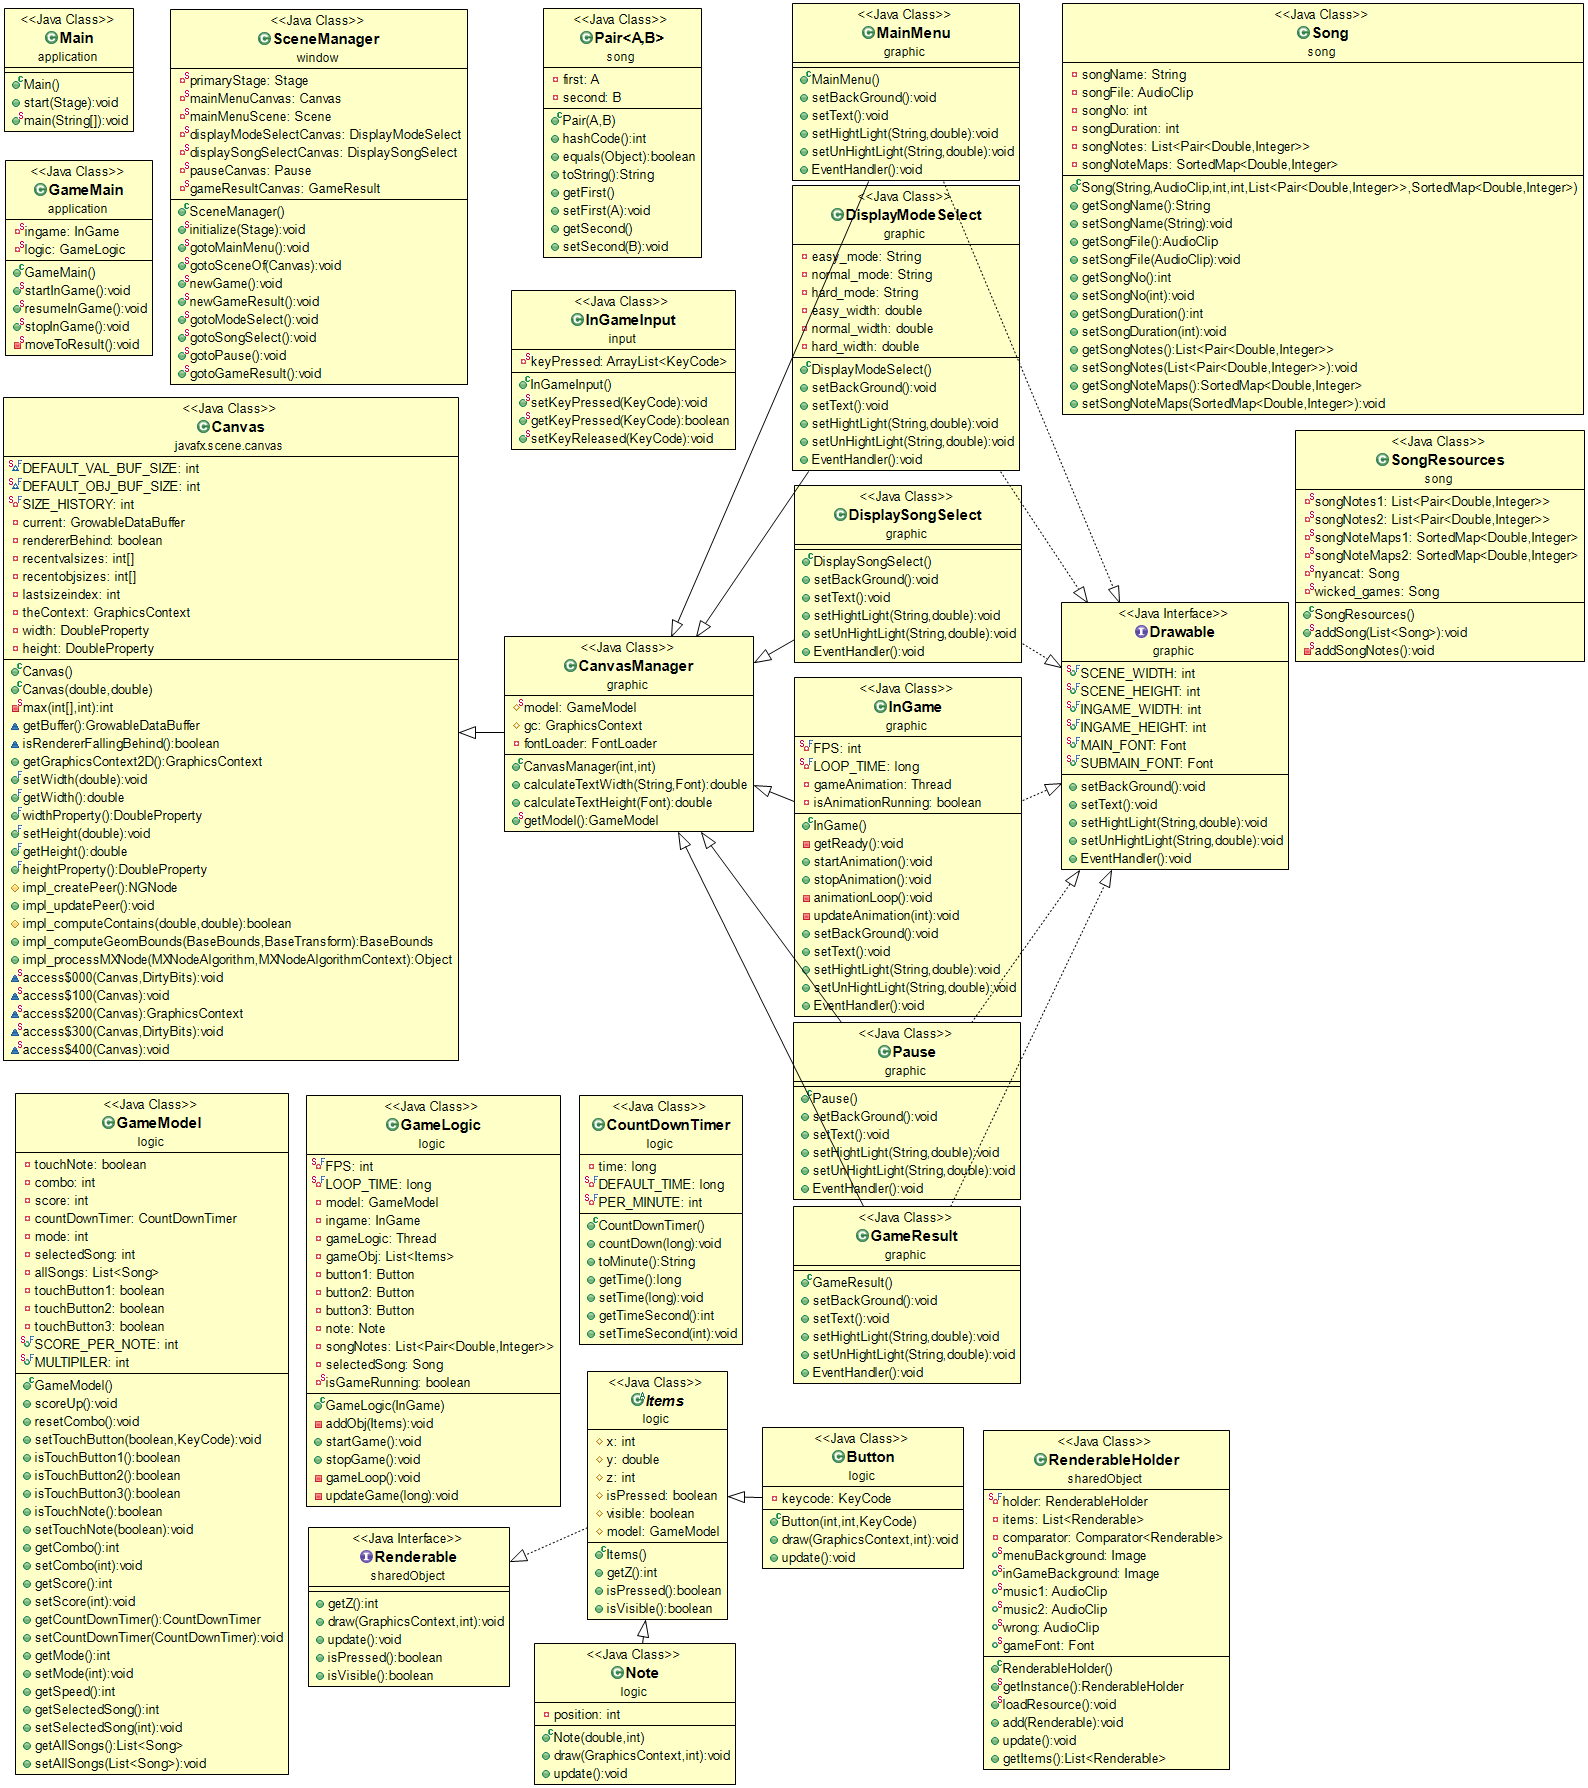 <<Java Class>>
Main
application
Main()
start(Stage):void
main(String[]):void
<<Java Class>>
SceneManager
window
primaryStage: Stage
mainMenuCanvas: Canvas
mainMenuScene: Scene
displayModeSelectCanvas: DisplayModeSelect
displaySongSelectCanvas: DisplaySongSelect
pauseCanvas: Pause
gameResultCanvas: GameResult
SceneManager()
initialize(Stage):void
gotoMainMenu():void
gotoSceneOf(Canvas):void
newGame():void
newGameResult():void
gotoModeSelect():void
gotoSongSelect():void
gotoPause():void
gotoGameResult():void
<<Java Class>>
Pair<A,B>
song
first: A
second: B
Pair(A,B)
hashCode():int
equals(Object):boolean
toString():String
getFirst()
setFirst(A):void
getSecond()
setSecond(B):void
<<Java Class>>
MainMenu
graphic
MainMenu()
setBackGround():void
setText():void
setHightLight(String,double):void
setUnHightLight(String,double):void
EventHandler():void
<<Java Class>>
Song
song
songName: String
songFile: AudioClip
songNo: int
songDuration: int
songNotes: List<Pair<Double,Integer>>
songNoteMaps: SortedMap<Double,Integer>
Song(String,AudioClip,int,int,List<Pair<Double,Integer>>,SortedMap<Double,Integer>)
getSongName():String
setSongName(String):void
getSongFile():AudioClip
setSongFile(AudioClip):void
getSongNo():int
setSongNo(int):void
getSongDuration():int
setSongDuration(int):void
getSongNotes():List<Pair<Double,Integer>>
setSongNotes(List<Pair<Double,Integer>>):void
getSongNoteMaps():SortedMap<Double,Integer>
setSongNoteMaps(SortedMap<Double,Integer>):void
<<Java Class>>
GameMain
application
ingame: InGame
logic: GameLogic
GameMain()
startInGame():void
resumeInGame():void
stopInGame():void
moveToResult():void
<<Java Class>>
DisplayModeSelect
graphic
easy_mode: String
normal_mode: String
hard_mode: String
easy_width: double
normal_width: double
hard_width: double
DisplayModeSelect()
setBackGround():void
setText():void
setHightLight(String,double):void
setUnHightLight(String,double):void
EventHandler():void
<<Java Class>>
InGameInput
input
keyPressed: ArrayList<KeyCode>
InGameInput()
setKeyPressed(KeyCode):void
getKeyPressed(KeyCode):boolean
setKeyReleased(KeyCode):void
<<Java Class>>
Canvas
javafx.scene.canvas
DEFAULT_VAL_BUF_SIZE: int
DEFAULT_OBJ_BUF_SIZE: int
SIZE_HISTORY: int
current: GrowableDataBuffer
rendererBehind: boolean
recentvalsizes: int[]
recentobjsizes: int[]
lastsizeindex: int
theContext: GraphicsContext
width: DoubleProperty
height: DoubleProperty
Canvas()
Canvas(double,double)
max(int[],int):int
getBuffer():GrowableDataBuffer
isRendererFallingBehind():boolean
getGraphicsContext2D():GraphicsContext
setWidth(double):void
getWidth():double
widthProperty():DoubleProperty
setHeight(double):void
getHeight():double
heightProperty():DoubleProperty
impl_createPeer():NGNode
impl_updatePeer():void
impl_computeContains(double,double):boolean
impl_computeGeomBounds(BaseBounds,BaseTransform):BaseBounds
impl_processMXNode(MXNodeAlgorithm,MXNodeAlgorithmContext):Object
access$000(Canvas,DirtyBits):void
access$100(Canvas):void
access$200(Canvas):GraphicsContext
access$300(Canvas,DirtyBits):void
access$400(Canvas):void
<<Java Class>>
SongResources
song
songNotes1: List<Pair<Double,Integer>>
songNotes2: List<Pair<Double,Integer>>
songNoteMaps1: SortedMap<Double,Integer>
songNoteMaps2: SortedMap<Double,Integer>
nyancat: Song
wicked_games: Song
SongResources()
addSong(List<Song>):void
addSongNotes():void
<<Java Class>>
DisplaySongSelect
graphic
DisplaySongSelect()
setBackGround():void
setText():void
setHightLight(String,double):void
setUnHightLight(String,double):void
EventHandler():void
<<Java Interface>>
Drawable
graphic
SCENE_WIDTH: int
SCENE_HEIGHT: int
INGAME_WIDTH: int
INGAME_HEIGHT: int
MAIN_FONT: Font
SUBMAIN_FONT: Font
setBackGround():void
setText():void
setHightLight(String,double):void
setUnHightLight(String,double):void
EventHandler():void
<<Java Class>>
CanvasManager
graphic
model: GameModel
gc: GraphicsContext
fontLoader: FontLoader
CanvasManager(int,int)
calculateTextWidth(String,Font):double
calculateTextHeight(Font):double
getModel():GameModel
<<Java Class>>
InGame
graphic
FPS: int
LOOP_TIME: long
gameAnimation: Thread
isAnimationRunning: boolean
InGame()
getReady():void
startAnimation():void
stopAnimation():void
animationLoop():void
updateAnimation(int):void
setBackGround():void
setText():void
setHightLight(String,double):void
setUnHightLight(String,double):void
EventHandler():void
<<Java Class>>
Pause
graphic
Pause()
setBackGround():void
setText():void
setHightLight(String,double):void
setUnHightLight(String,double):void
EventHandler():void
<<Java Class>>
GameModel
logic
touchNote: boolean
combo: int
score: int
countDownTimer: CountDownTimer
mode: int
selectedSong: int
allSongs: List<Song>
touchButton1: boolean
touchButton2: boolean
touchButton3: boolean
SCORE_PER_NOTE: int
MULTIPILER: int
GameModel()
scoreUp():void
resetCombo():void
setTouchButton(boolean,KeyCode):void
isTouchButton1():boolean
isTouchButton2():boolean
isTouchButton3():boolean
isTouchNote():boolean
setTouchNote(boolean):void
getCombo():int
setCombo(int):void
getScore():int
setScore(int):void
getCountDownTimer():CountDownTimer
setCountDownTimer(CountDownTimer):void
getMode():int
setMode(int):void
getSpeed():int
getSelectedSong():int
setSelectedSong(int):void
getAllSongs():List<Song>
setAllSongs(List<Song>):void
<<Java Class>>
GameLogic
logic
FPS: int
LOOP_TIME: long
model: GameModel
ingame: InGame
gameLogic: Thread
gameObj: List<Items>
button1: Button
button2: Button
button3: Button
note: Note
songNotes: List<Pair<Double,Integer>>
selectedSong: Song
isGameRunning: boolean
GameLogic(InGame)
addObj(Items):void
startGame():void
stopGame():void
gameLoop():void
updateGame(long):void
<<Java Class>>
CountDownTimer
logic
time: long
DEFAULT_TIME: long
PER_MINUTE: int
CountDownTimer()
countDown(long):void
toMinute():String
getTime():long
setTime(long):void
getTimeSecond():int
setTimeSecond(int):void
<<Java Class>>
GameResult
graphic
GameResult()
setBackGround():void
setText():void
setHightLight(String,double):void
setUnHightLight(String,double):void
EventHandler():void
<<Java Class>>
Items
logic
x: int
y: double
z: int
isPressed: boolean
visible: boolean
model: GameModel
Items()
getZ():int
isPressed():boolean
isVisible():boolean
<<Java Class>>
Button
logic
keycode: KeyCode
Button(int,int,KeyCode)
draw(GraphicsContext,int):void
update():void
<<Java Class>>
RenderableHolder
sharedObject
holder: RenderableHolder
items: List<Renderable>
comparator: Comparator<Renderable>
menuBackground: Image
inGameBackground: Image
music1: AudioClip
music2: AudioClip
wrong: AudioClip
gameFont: Font
RenderableHolder()
getInstance():RenderableHolder
loadResource():void
add(Renderable):void
update():void
getItems():List<Renderable>
<<Java Interface>>
Renderable
sharedObject
getZ():int
draw(GraphicsContext,int):void
update():void
isPressed():boolean
isVisible():boolean
<<Java Class>>
Note
logic
position: int
Note(double,int)
draw(GraphicsContext,int):void
update():void